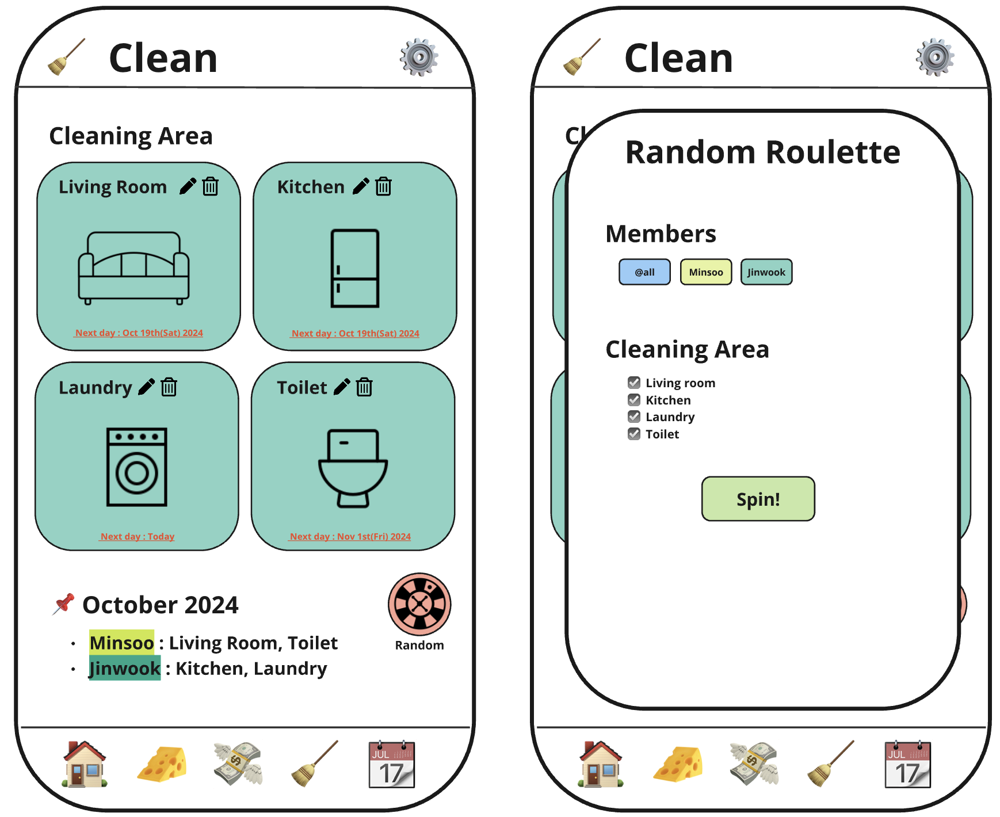 Clean
Cleaning Area
Living Room
Kitchen
Next day : Oct 19th(Sat) 2024
Next day : Oct 19th(Sat) 2024
Laundry
Toilet
Next day : Today
Next day : Nov 1st(Fri) 2024
October 2024
Random
· Minsoo : Living Room, Toilet
· Jinwook : Kitchen, Laundry
JUL
17
Clean
Cl
Random Roulette
Members
@all
Minsoo
Jinwook
Cleaning Area
Living room
Kitchen
Laundry
Toilet
Spin!
JUL
17